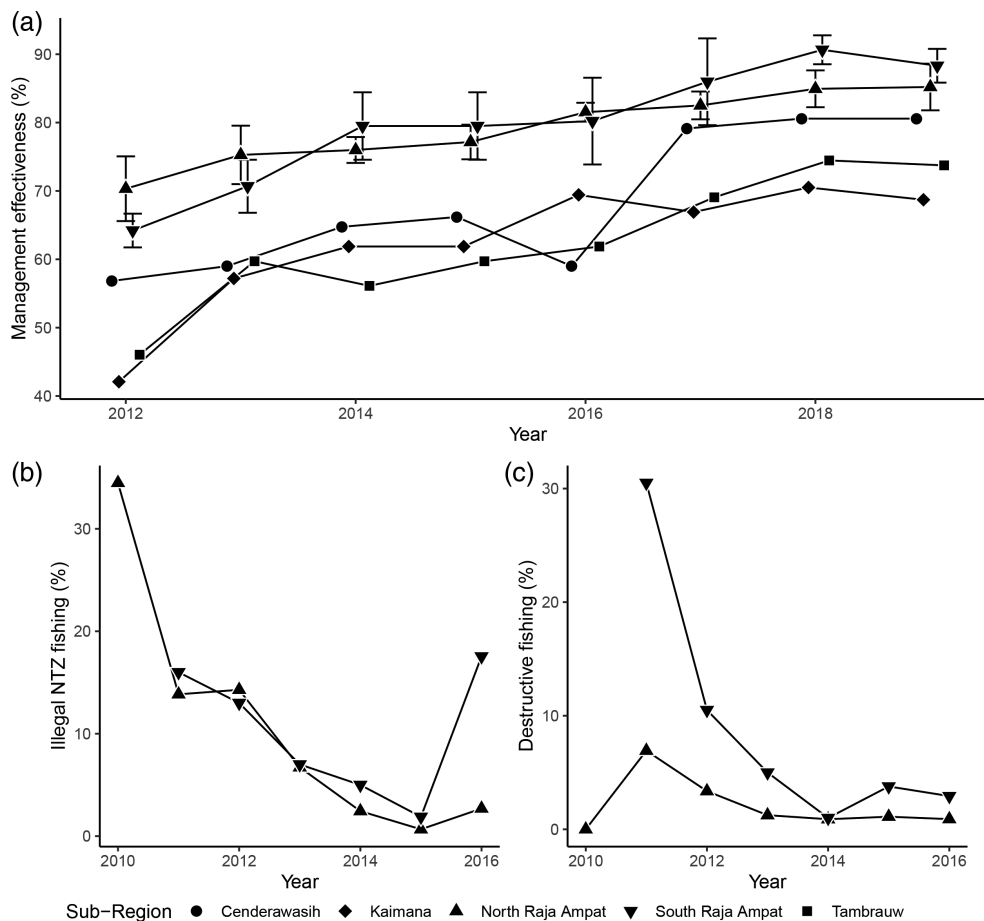 (a)
Management effectiveness (%)
90
80
70
60
50
40
2012 2014 2016 2018
Year
(b)
Illegal NTZ fishing (%)
30
20
10
0
2010 2012 2014 2016
Year
(c)
Destructive fishing (%)
30
20
10
0
2010 2012 2014 2016
Year
Sub−Region Cenderawasih Kaimana North Raja Ampat South Raja Ampat Tambrauw